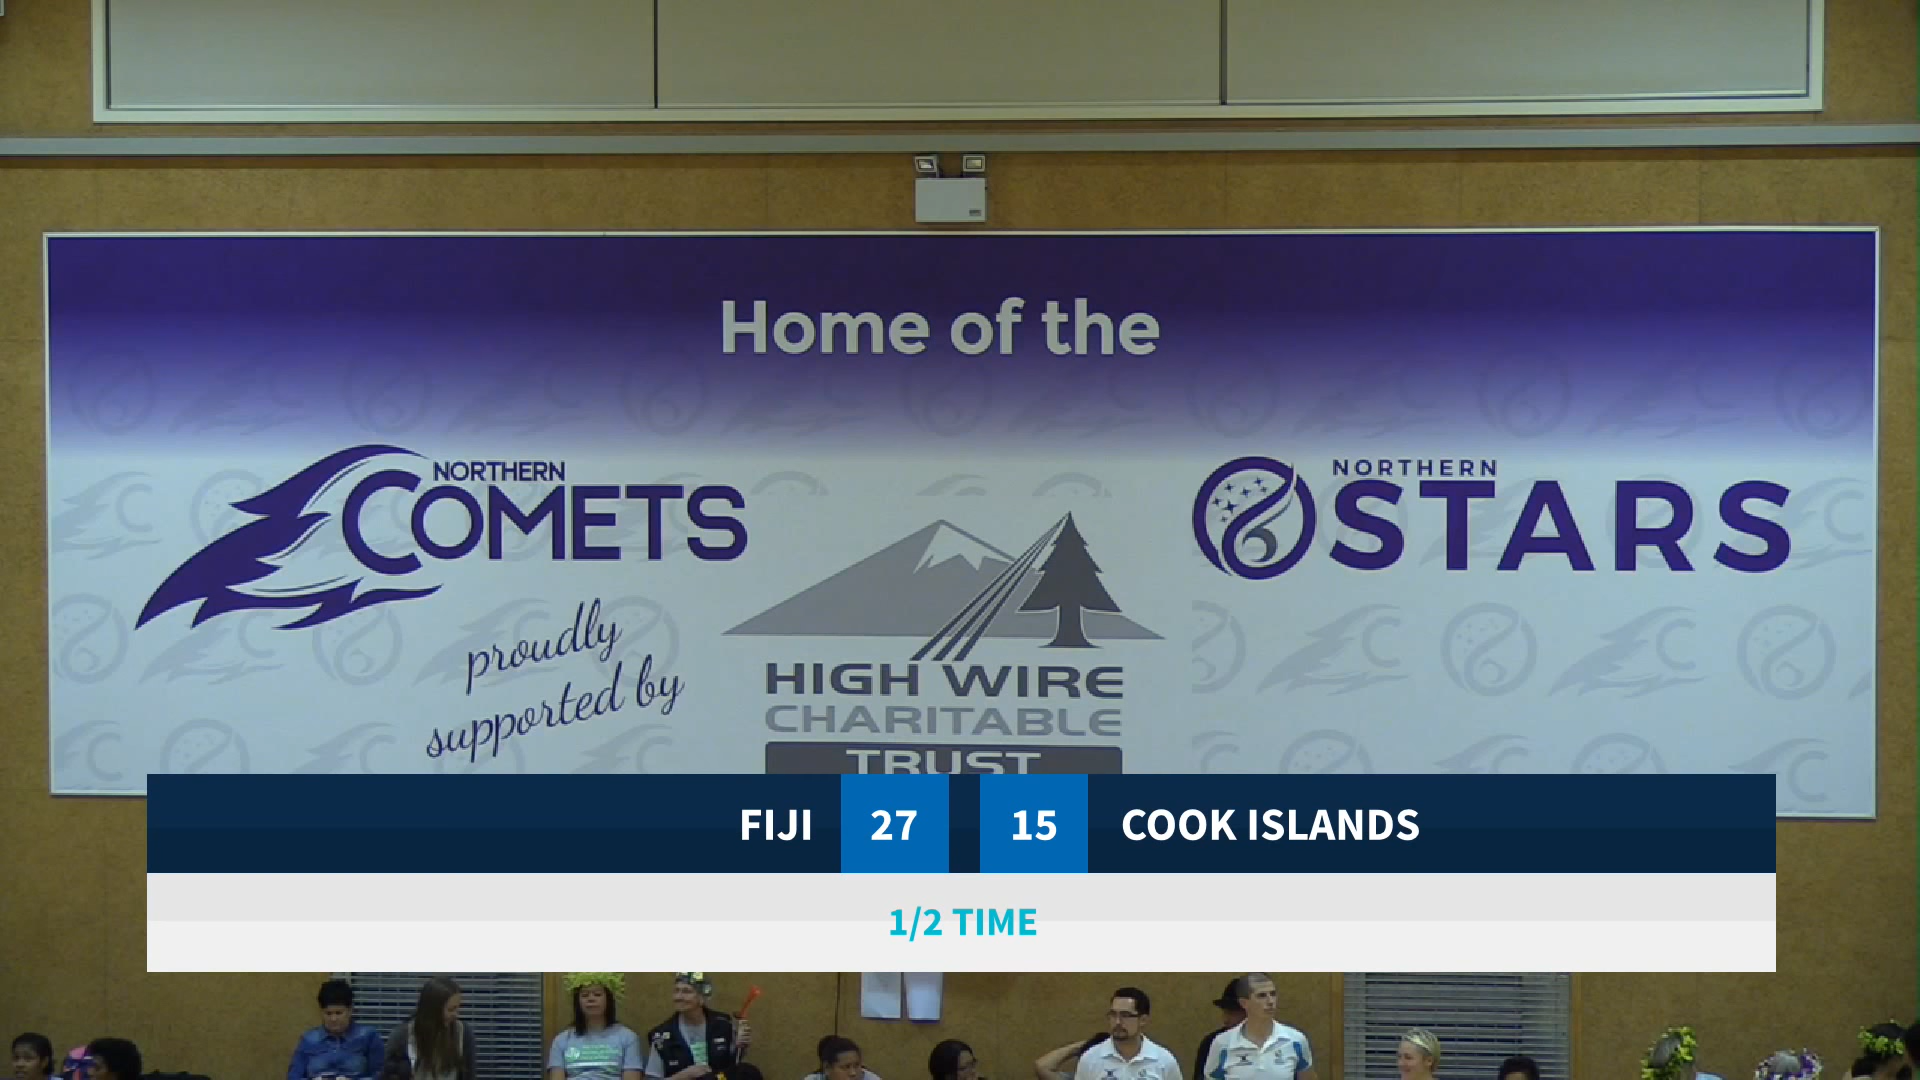 Home of the
NORTHERN
COMETS
NORTHERN
STARS
proudly
supported by
HIGH WIRE
CHARITABLE
TRUST
FIJI 27 15 COOK ISLANDS
1/2 TIME